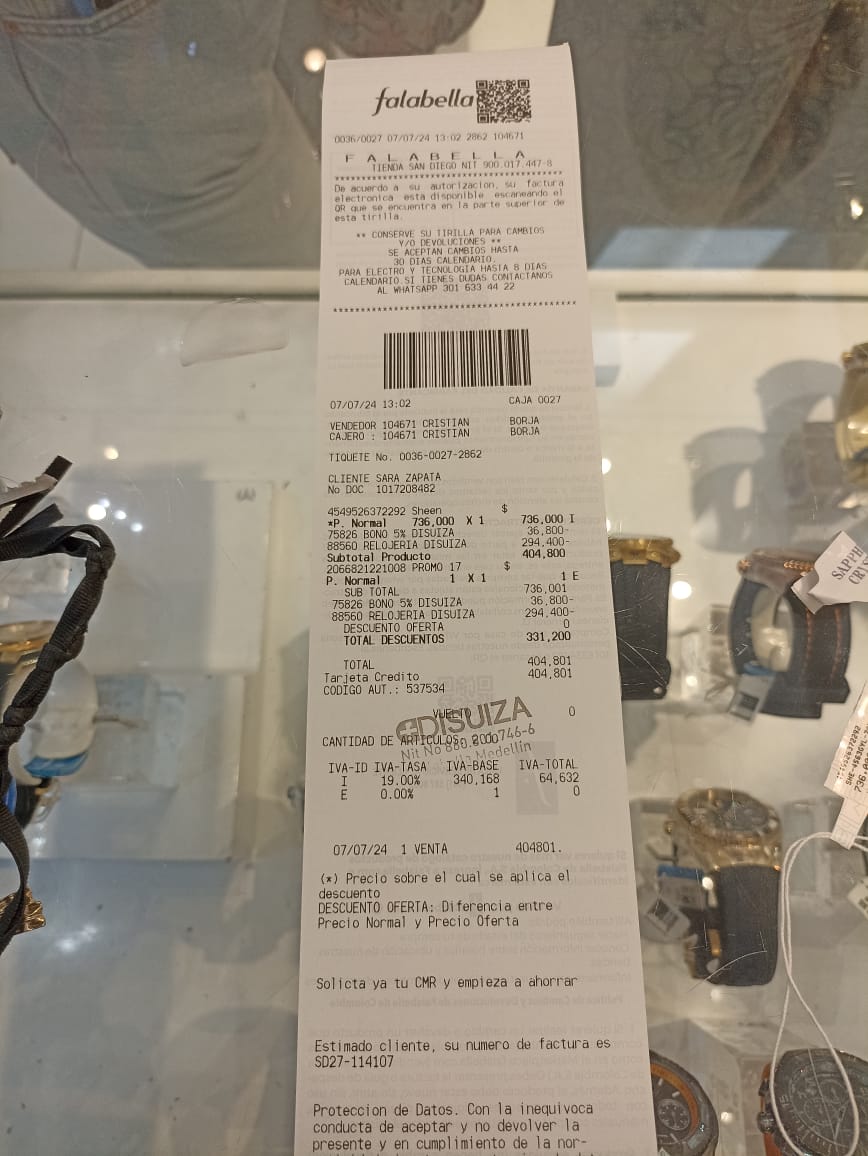 falabella
0036/0027 07/07/24 13:02 2862 104671
F A L A B E L L A
TIENDA SAN DIEGO NIT 900.017.447-8
De acuerdo a su autorizacion, su factura
electronica esta disponible escaneando el
QR que se encuentra en la parte superior de
esta tirilla.
** CONSERVE SU TIRILLA PARA CAMBIOS
Y/O DEVOLUCIONES **
SE ACEPTAN CAMBIOS HASTA
30 DIAS CALENDARIO.
PARA ELECTRO Y TECNOLOGIA HASTA 8 DIAS
CALENDARIO.SI TIENES DUDAS CONTACTANOS
AL WHATSAPP 301 633 44 22
07/07/24 13:02 CAJA 0027
VENDEDOR 104671 CRISTIAN BORJA
CAJERO : 104671 CRISTIAN BORJA
TIQUETE No. 0036-0027-2862
CLIENTE SARA ZAPATA
No DOC 1017208482
4549526372292 Sheen $
*P. Normal 736,000 X 1 736,000 I
75826 BONO 5% DISUIZA 36,800-
88560 RELOJERIA DISUIZA 294,400-
Subtotal Producto 404,800
2066821221008 PROMO 17 $
P. Normal 1 X 1 1 E
SUB TOTAL 736,001
75826 BONO 5% DISUIZA 36,800-
88560 RELOJERIA DISUIZA 294,400-
DESCUENTO OFERTA 0
TOTAL DESCUENTOS 331,200
TOTAL 404,801
Tarjeta Credito 404,801
CODIGO AUT.: 537534
VUELTO 0
DISUIZA
CANTIDAD DE ARTICULOS
Nit No 746-6
Medellin
IVA-ID IVA-TASA IVA-BASE IVA-TOTAL
I 19.00% 340,168 64,632
E 0.00% 1 0
07/07/24 1 VENTA 404801.
(*) Precio sobre el cual se aplica el
descuento
DESCUENTO OFERTA: Diferencia entre
Precio Normal y Precio Oferta
Solicta ya tu CMR y empieza a ahorrar
Estimado cliente, su numero de factura es
SD27-114107
Proteccion de Datos. Con la inequivoca
conducta de aceptar y no devolver la
presente y en cumplimiento de la nor-